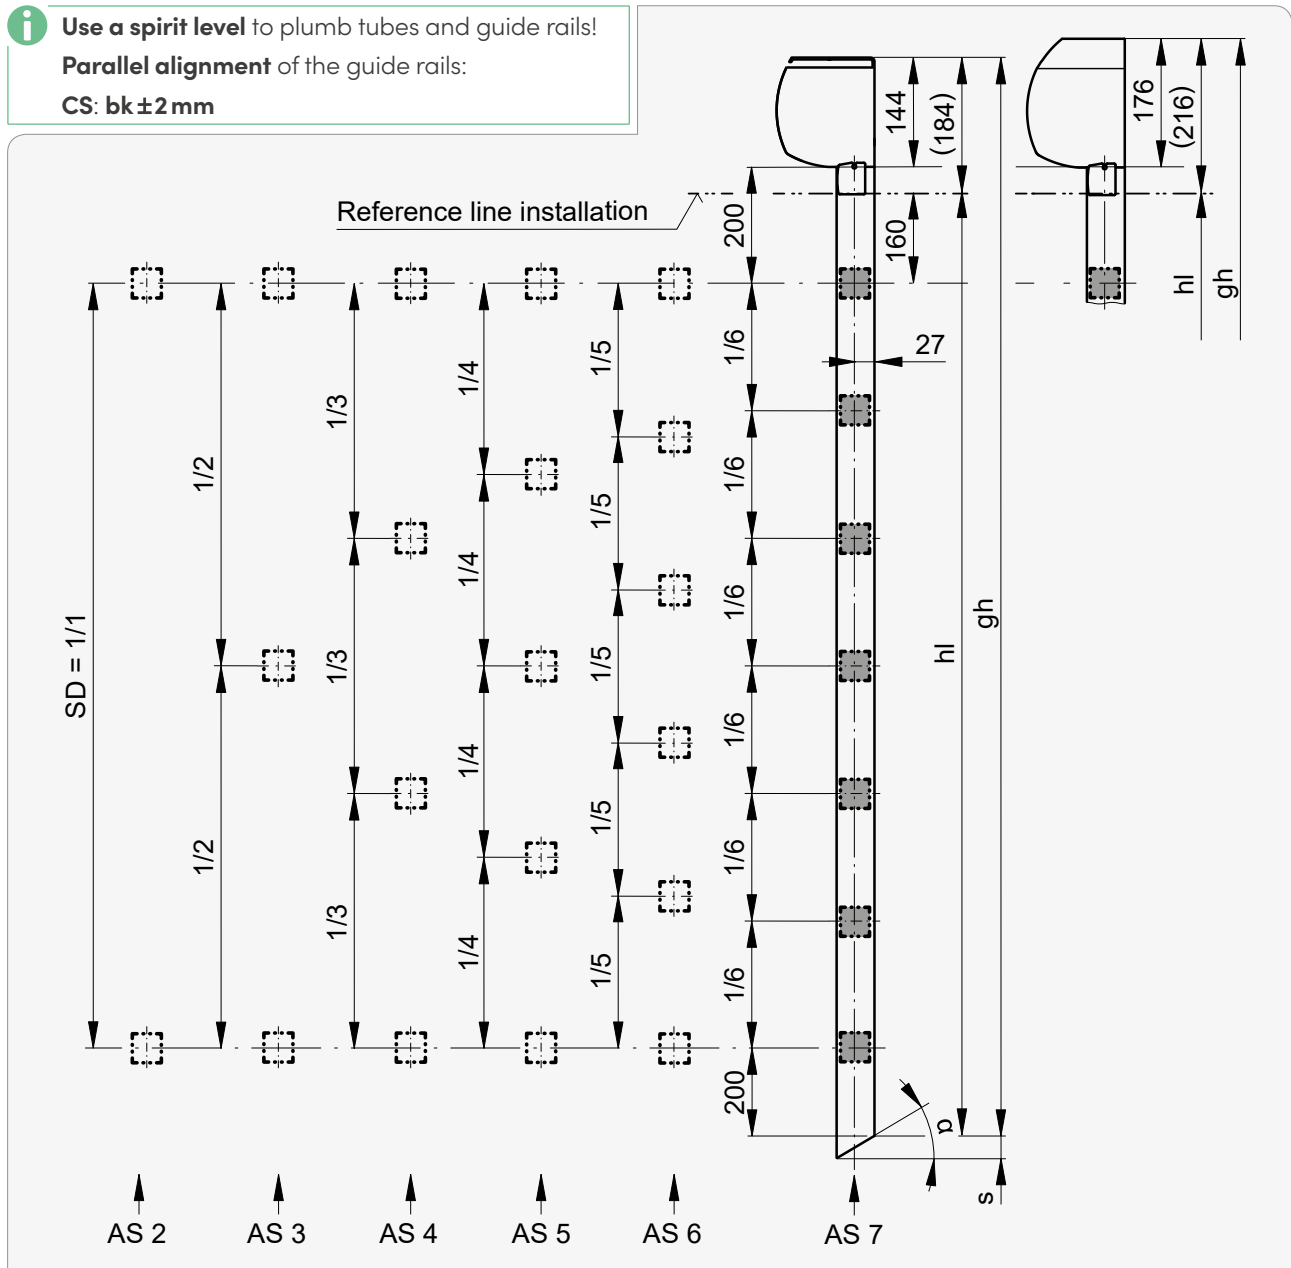 i
Use a spirit level to plumb tubes and guide rails!
Parallel alignment of the guide rails:
CS: bk ± 2 mm
Reference line installation
200
144
(184)
160
176
(216)
hl
gh
27
SD = 1/1
1/2
1/2
1/3
1/3
1/3
1/4
1/4
1/4
1/4
1/5
1/5
1/5
1/5
1/5
1/6
1/6
1/6
1/6
1/6
1/6
200
hl
gh
α
s
AS 2
AS 3
AS 4
AS 5
AS 6
AS 7